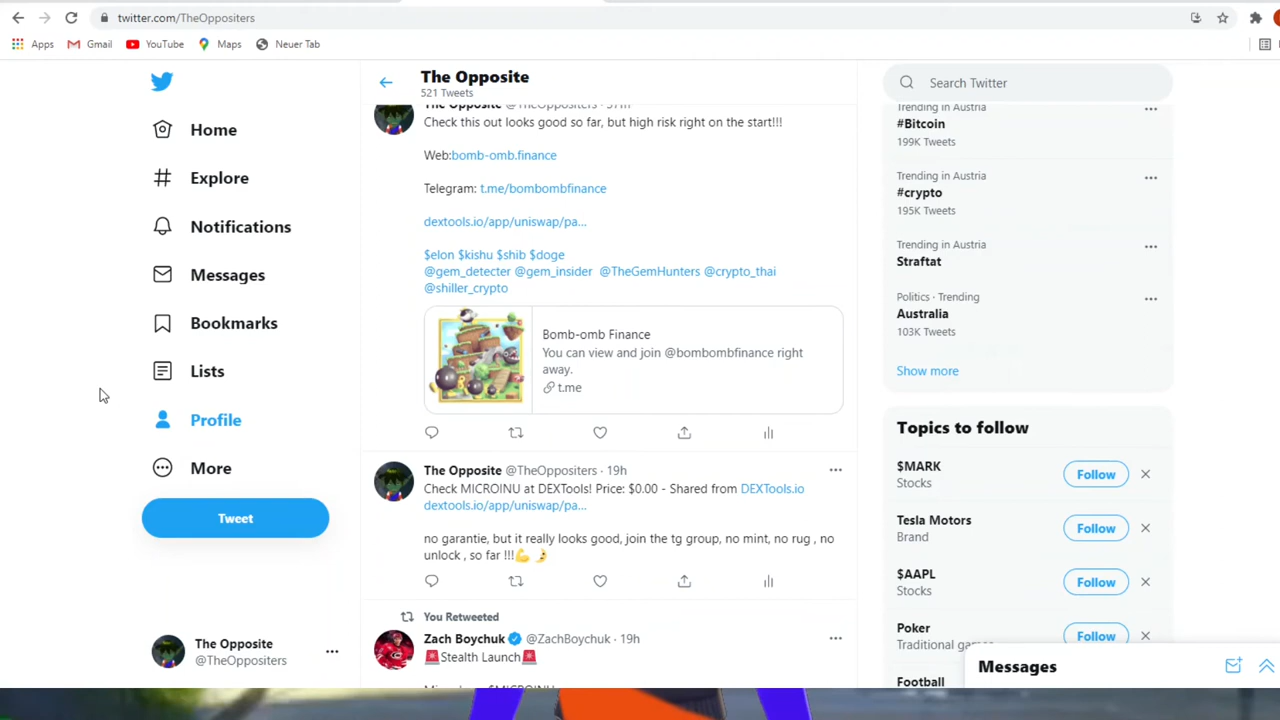 twitter.com/TheOppositers
Apps Gmail YouTube Maps Neuer Tab
Home
Explore
Notifications
Messages
Bookmarks
Lists
Profile
More
Tweet
The Opposite
@TheOppositers
The Opposite
521 Tweets
The Opposite @TheOppositers · 37m
Check this out looks good so far, but high risk right on the start!!!
Web:bomb-omb.finance
Telegram: t.me/bombombfinance
dextools.io/app/uniswap/pa...
$elon $kishu $shib $doge
@gem_detecter @gem_insider @TheGemHunters @crypto_thai
@shiller_crypto
Bomb-omb Finance
You can view and join @bombombfinance right
away.
t.me
The Opposite @TheOppositers · 19h
Check MICROINU at DEXTools! Price: $0.00 - Shared from DEXTools.io
dextools.io/app/uniswap/pa...
no garantie, but it really looks good, join the tg group, no mint, no rug , no
unlock , so far !!!💪🤌
You Retweeted
Zach Boychuk @ZachBoychuk · 19h
🚨Stealth Launch🚨
Search Twitter
Trending in Austria
#Bitcoin
199K Tweets
Trending in Austria
#crypto
195K Tweets
Trending in Austria
Straftat
Politics · Trending
Australia
103K Tweets
Show more
Topics to follow
$MARK
Stocks
Follow
Tesla Motors
Brand
Follow
$AAPL
Stocks
Follow
Poker
Traditional games
Follow
Football
Messages